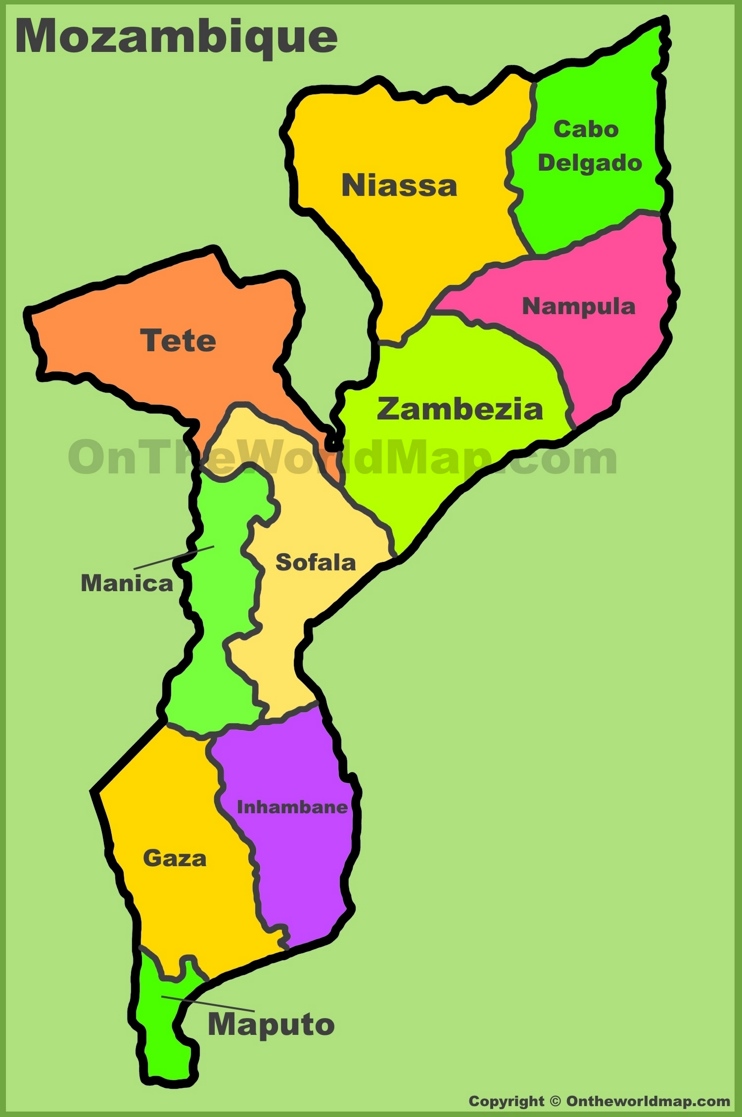 Mozambique
Cabo
Delgado
Niassa
Nampula
Tete
Zambezia
OnTheWorldMap.com
Sofala
Manica
Inhambane
Gaza
Maputo
Copyright © Ontheworldmap.com